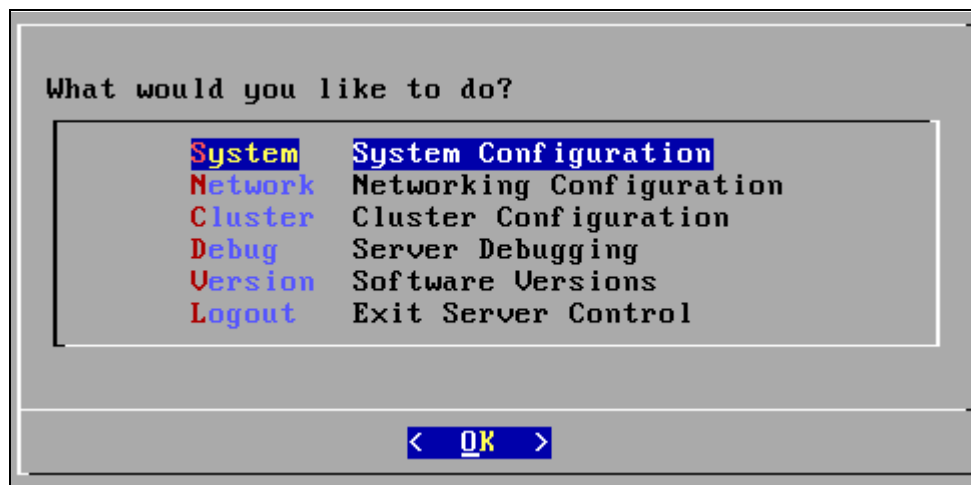 What would you like to do?
System System Configuration
Network Networking Configuration
Cluster Cluster Configuration
Debug Server Debugging
Version Software Versions
Logout Exit Server Control
< OK >